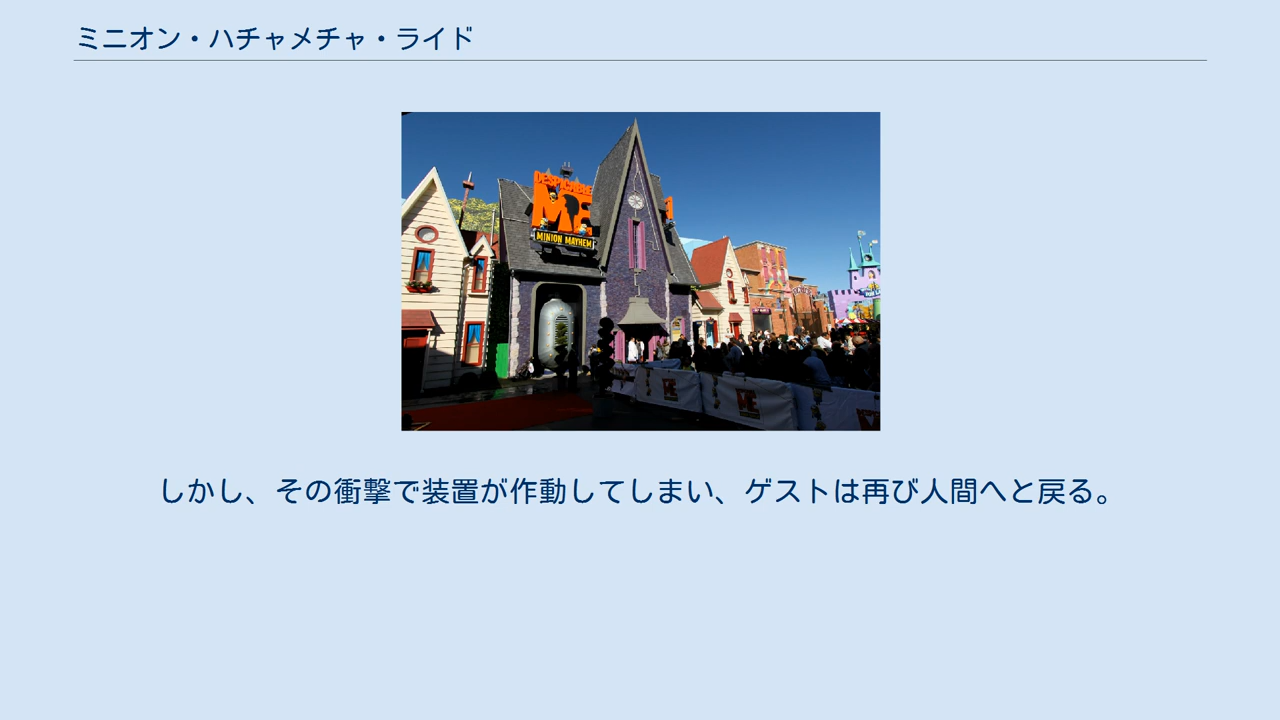 ミニオン・ハチャメチャ・ライド
DESPICABLE
ME
MINION MAYHEM
しかし、その衝撃で装置が作動してしまい、ゲストは再び人間へと戻る。